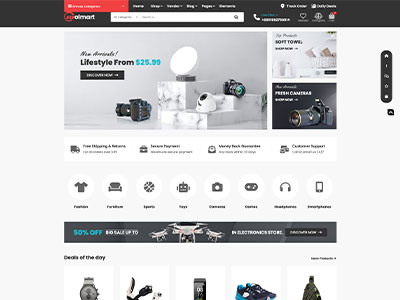 Browse Categories
Home
Shop
Vendor
Blog
Pages
Elements
Track Order
Daily Deals
almart
All Categories
New Arrivals!
Lifestyle From $25.99
DISCOVER NOW
Top Products
SOFT TOWEL
SHOP NOW
New Arrivals
FRESH CAMERAS
SHOP NOW
Free Shipping & Returns
Secure Payment
Money Back Guarantee
Customer Support
Fashion
Furniture
Sports
Toys
Cameras
Games
Headphones
Smartphones
50% OFF BIG SALE UP TO
IN ELECTRONICS STORE.
DISCOVER NOW
Deals of the day
More Products